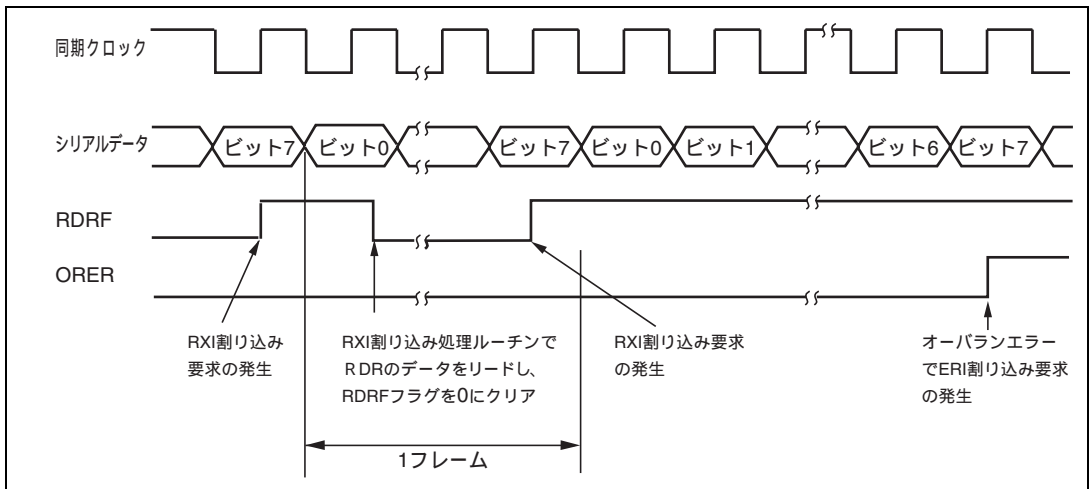 同期クロック
シリアルデータ
ビット7
ビット0
ビット7
ビット0
ビット1
ビット6
ビット7
RDRF
ORER
RXI割り込み
要求の発生
RXI割り込み処理ルーチンで
RDRのデータをリードし、
RDRFフラグを0にクリア
RXI割り込み要求
の発生
オーバランエラー
でERI割り込み要求
の発生
1フレーム